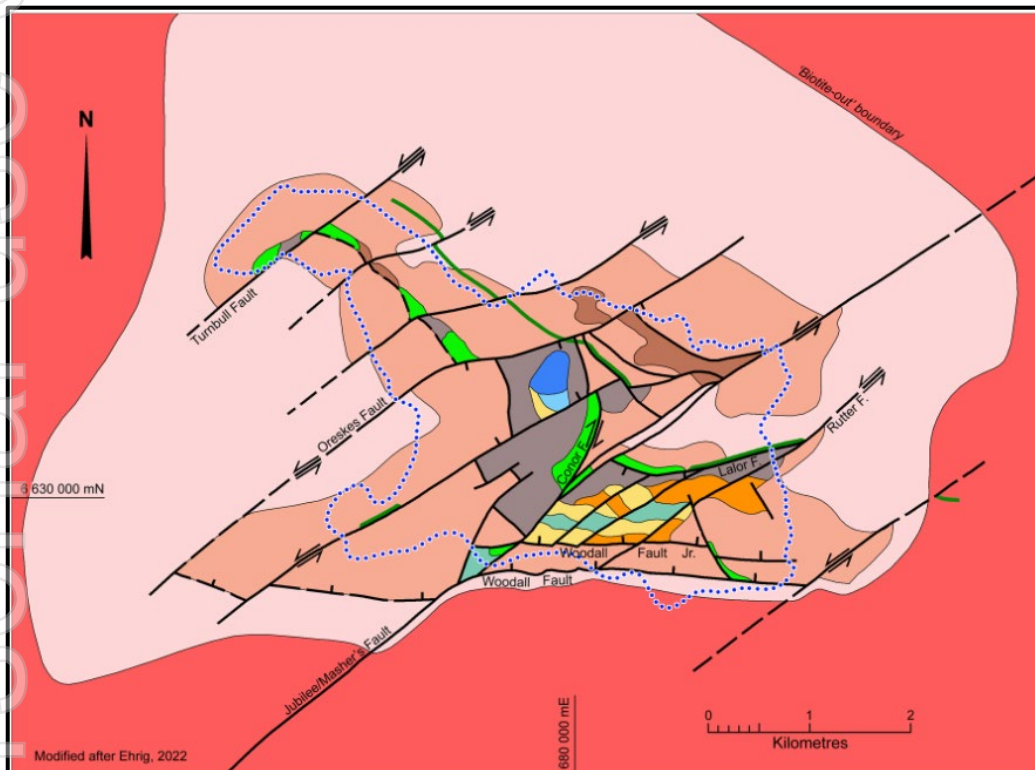 'Biotite-out' boundary
N
Turnbull Fault
Oreskes Fault
Rutter F.
Conor F.
Lalor F.
6 630 000 mN
Woodall Fault Jr.
Woodall Fault
Jubilee/Masher's Fault
680 000 mE
0 1 2
Kilometres
Modified after Ehrig, 2022